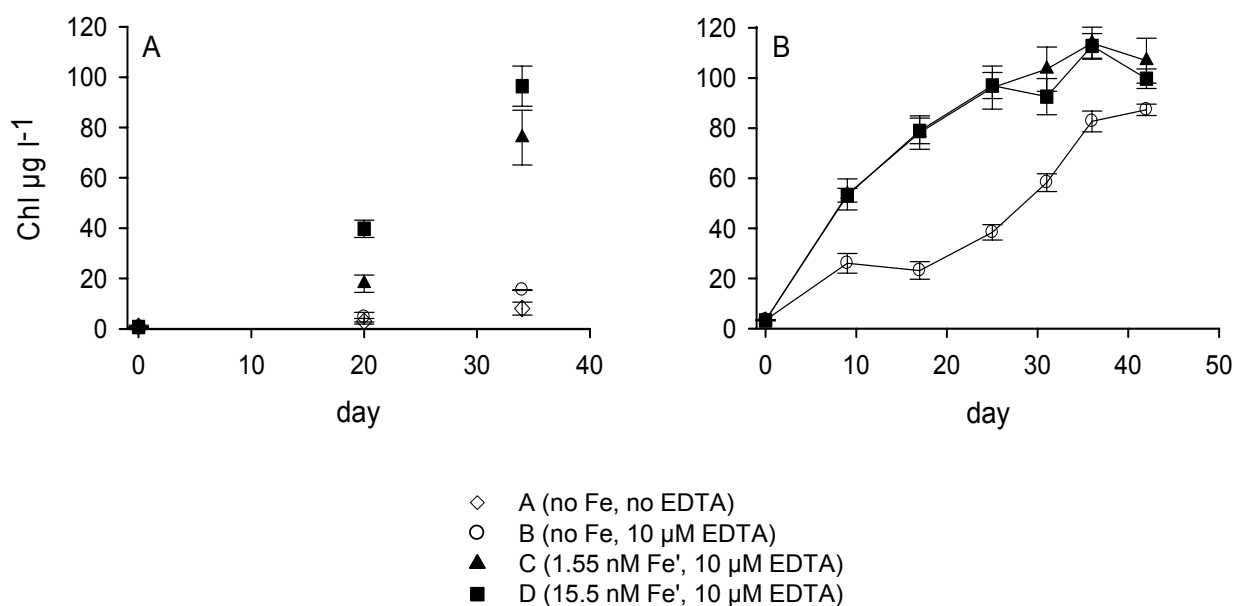 A
B
120
100
80
60
40
20
0
Chl µg l-1
0
10
20
30
40
day
120
100
80
60
40
20
0
0
10
20
30
40
50
day
A (no Fe, no EDTA)
B (no Fe, 10 µM EDTA)
C (1.55 nM Fe', 10 µM EDTA)
D (15.5 nM Fe', 10 µM EDTA)